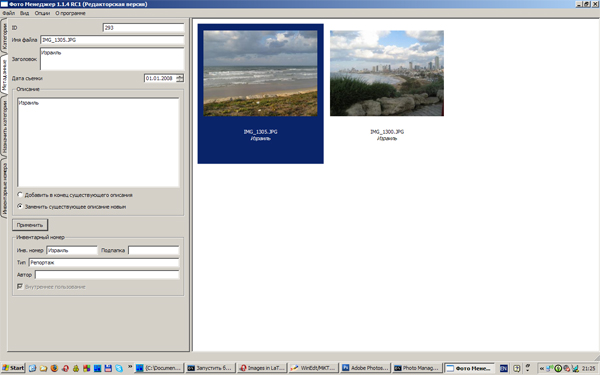 Фото Менеджер 1.1.4 RC1 (Редакторская версия)
Файл Вид Опции О программе
Категории
Метаданные
Назначить категории
Инвентарные номера
ID 293
Имя файла IMG_1305.JPG
Заголовок Израиль
Дата съемки 01.01.2008
Описание
Израиль
Добавить в конец существующего описания
Заменить существующее описание новым
Применить
Инвентарный номер
Инв. номер Израиль Подпапка
Тип Репортаж
Автор
Внутреннее пользование
IMG_1305.JPG
Израиль
IMG_1300.JPG
Израиль
Start
C:\Documen...
Запустить б...
Images in LaT...
WinEdt/MiKT...
Adobe Photos...
Photo Manag...
Фото Мене...
EN
21:25